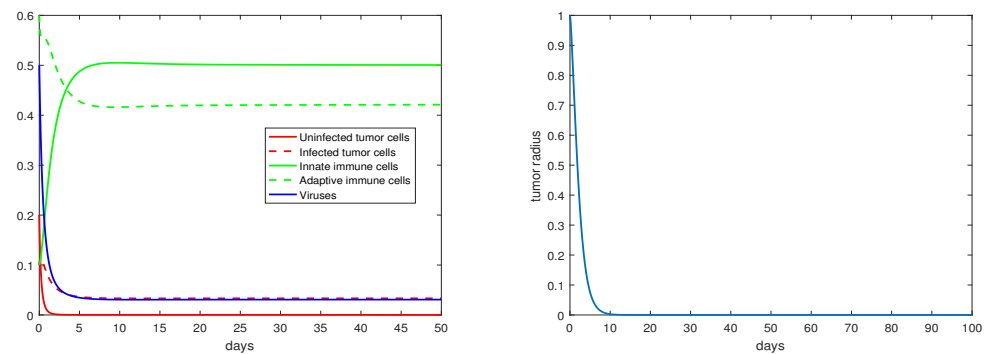 0.6
0.5
0.4
0.3
0.2
0.1
0
Uninfected tumor cells
Infected tumor cells
Innate immune cells
Adaptive immune cells
Viruses
0 5 10 15 20 25 30 35 40 45 50
days
1
0.9
0.8
0.7
0.6
0.5
0.4
0.3
0.2
0.1
0
tumor radius
0 10 20 30 40 50 60 70 80 90 100
days